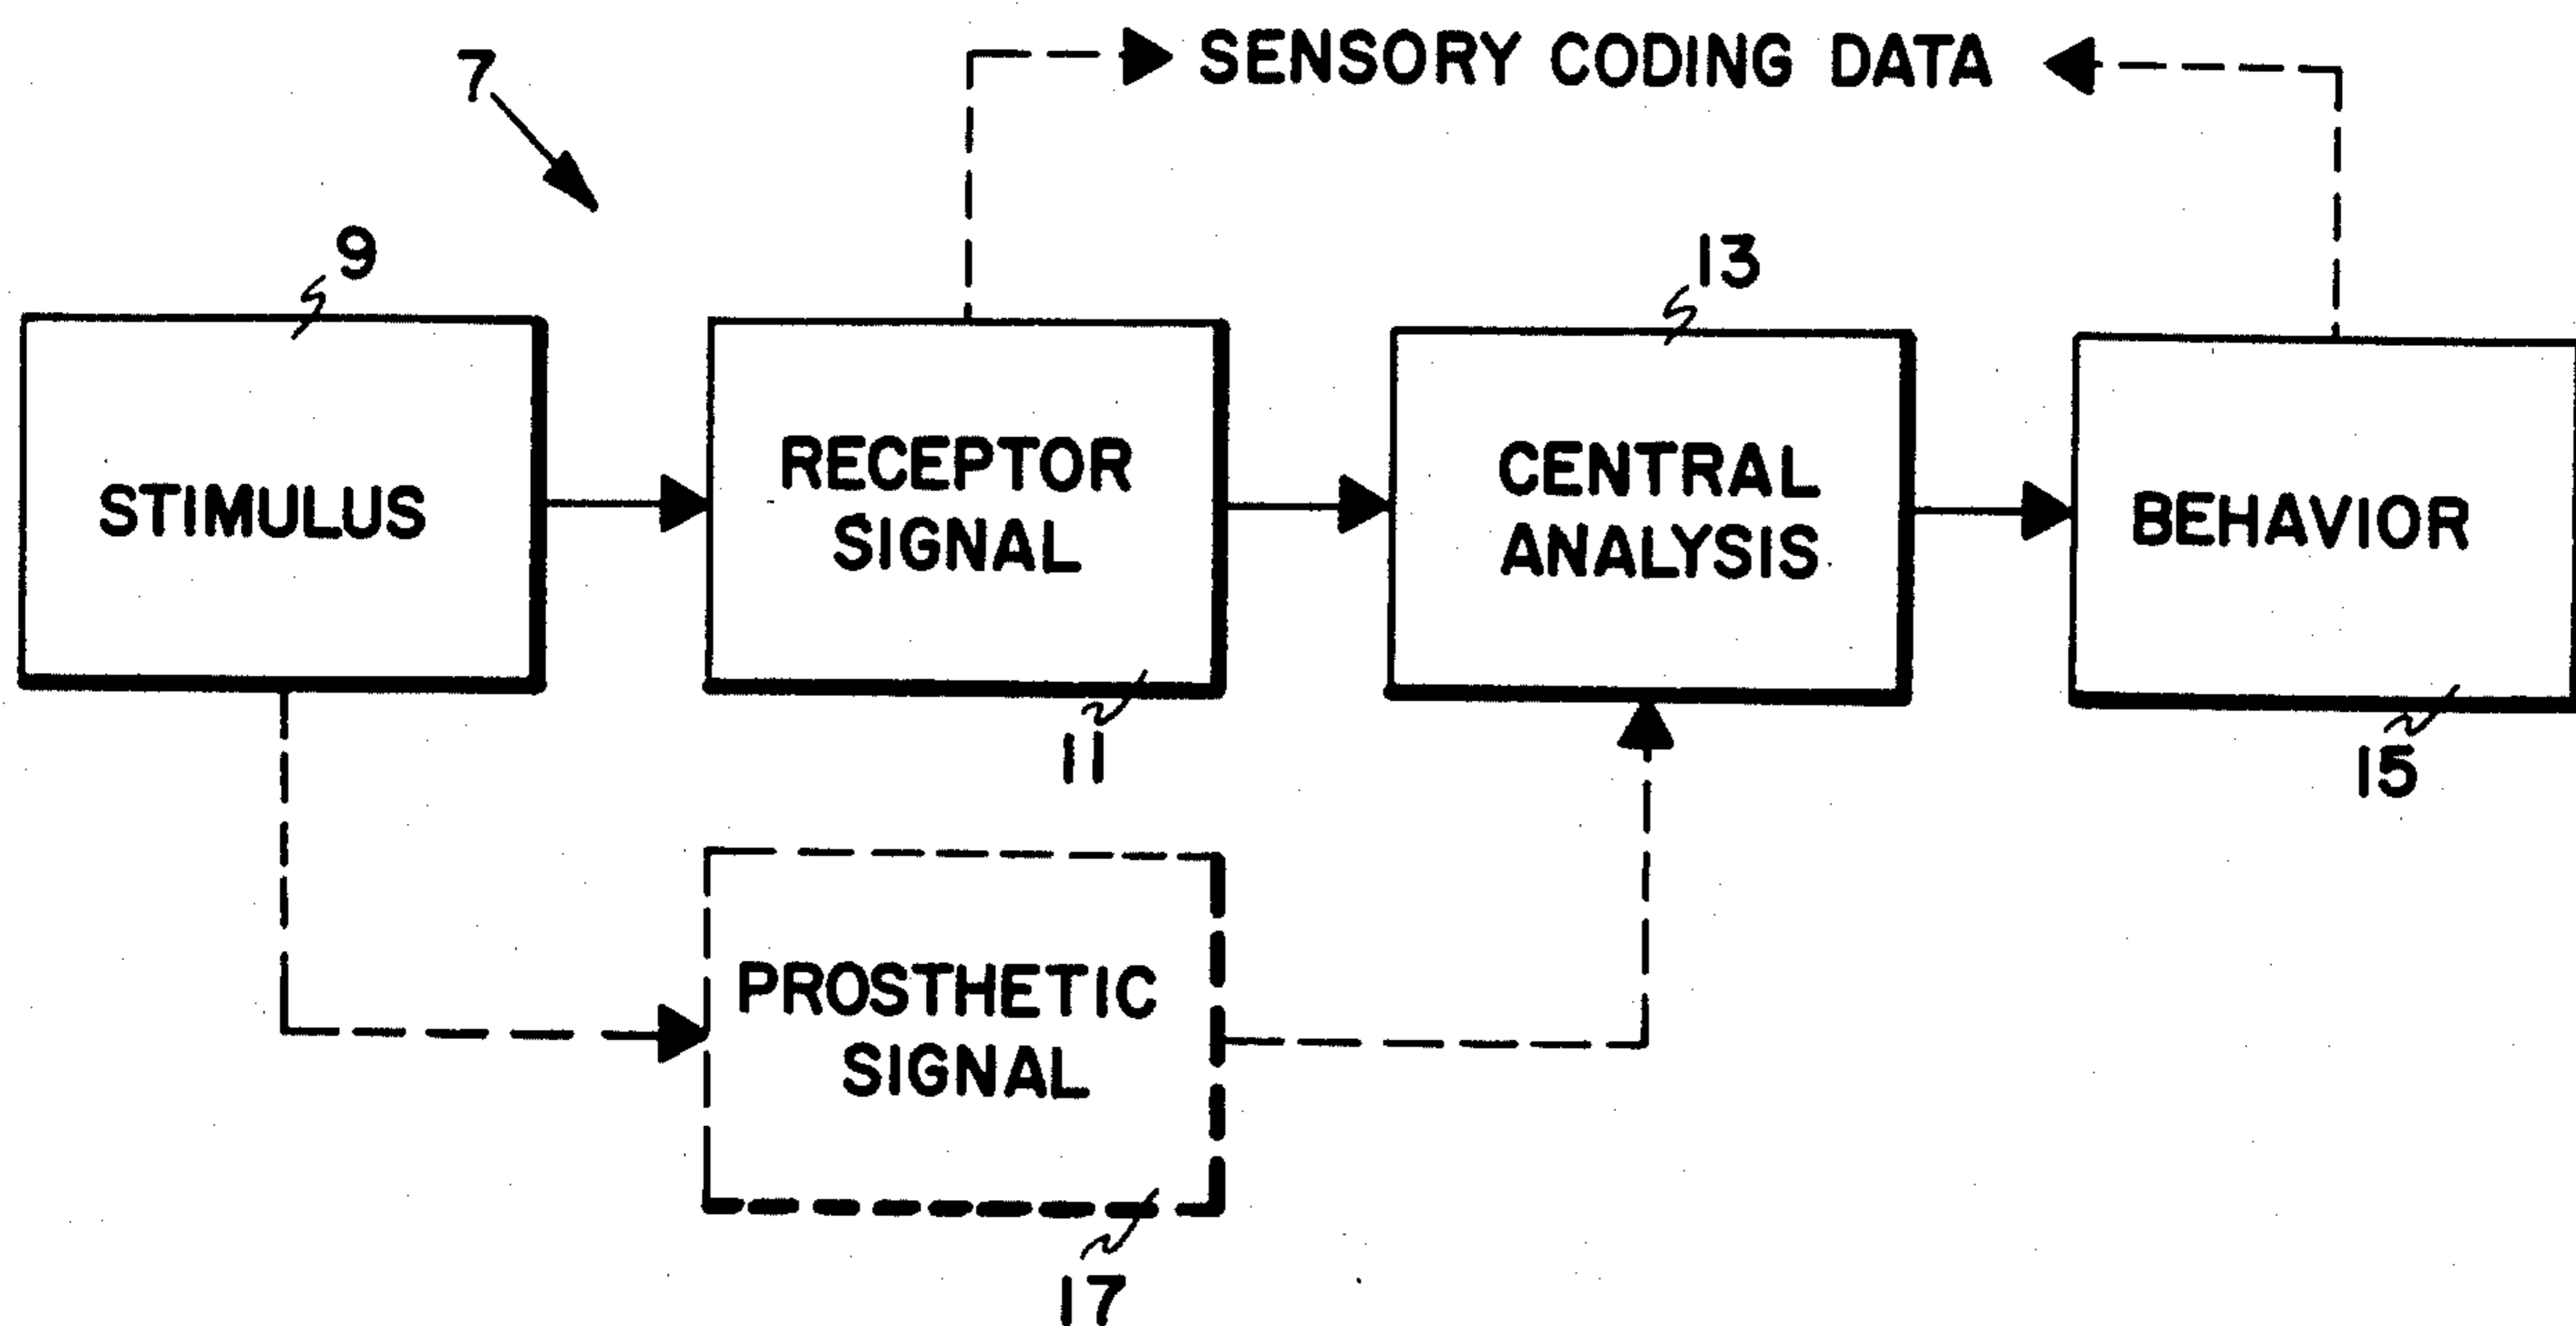 7
SENSORY CODING DATA
9
13
STIMULUS
RECEPTOR
SIGNAL
CENTRAL
ANALYSIS
BEHAVIOR
11
15
PROSTHETIC
SIGNAL
17